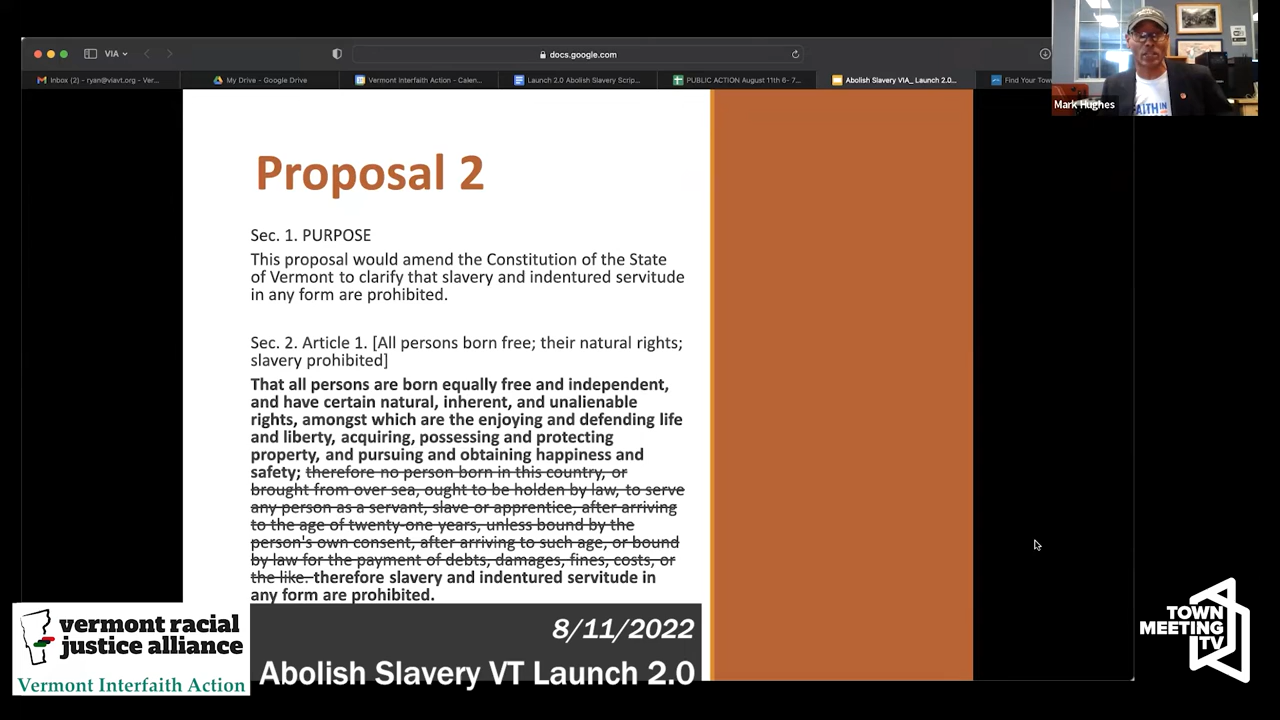 VIA
docs.google.com
Inbox (2) - ryan@viavt.org - Ver...
My Drive - Google Drive
Vermont Interfaith Action - Calen...
Launch 2.0 Abolish Slavery Scrip...
PUBLIC ACTION August 11th 6- 7...
Abolish Slavery VIA_ Launch 2.0...
Find Your Town
Mark Hughes
Proposal 2
Sec. 1. PURPOSE
This proposal would amend the Constitution of the State
of Vermont to clarify that slavery and indentured servitude
in any form are prohibited.
Sec. 2. Article 1. [All persons born free; their natural rights;
slavery prohibited]
That all persons are born equally free and independent,
and have certain natural, inherent, and unalienable
rights, amongst which are the enjoying and defending life
and liberty, acquiring, possessing and protecting
property, and pursuing and obtaining happiness and
safety; therefore no person born in this country, or
brought from over sea, ought to be holden by law, to serve
any person as a servant, slave or apprentice, after arriving
to the age of twenty-one years, unless bound by the
person's own consent, after arriving to such age, or bound
by law for the payment of debts, damages, fines, costs, or
the like. therefore slavery and indentured servitude in
any form are prohibited.
vermont racial
justice alliance
Vermont Interfaith Action
8/11/2022
Abolish Slavery VT Launch 2.0
TOWN
MEETING
TV